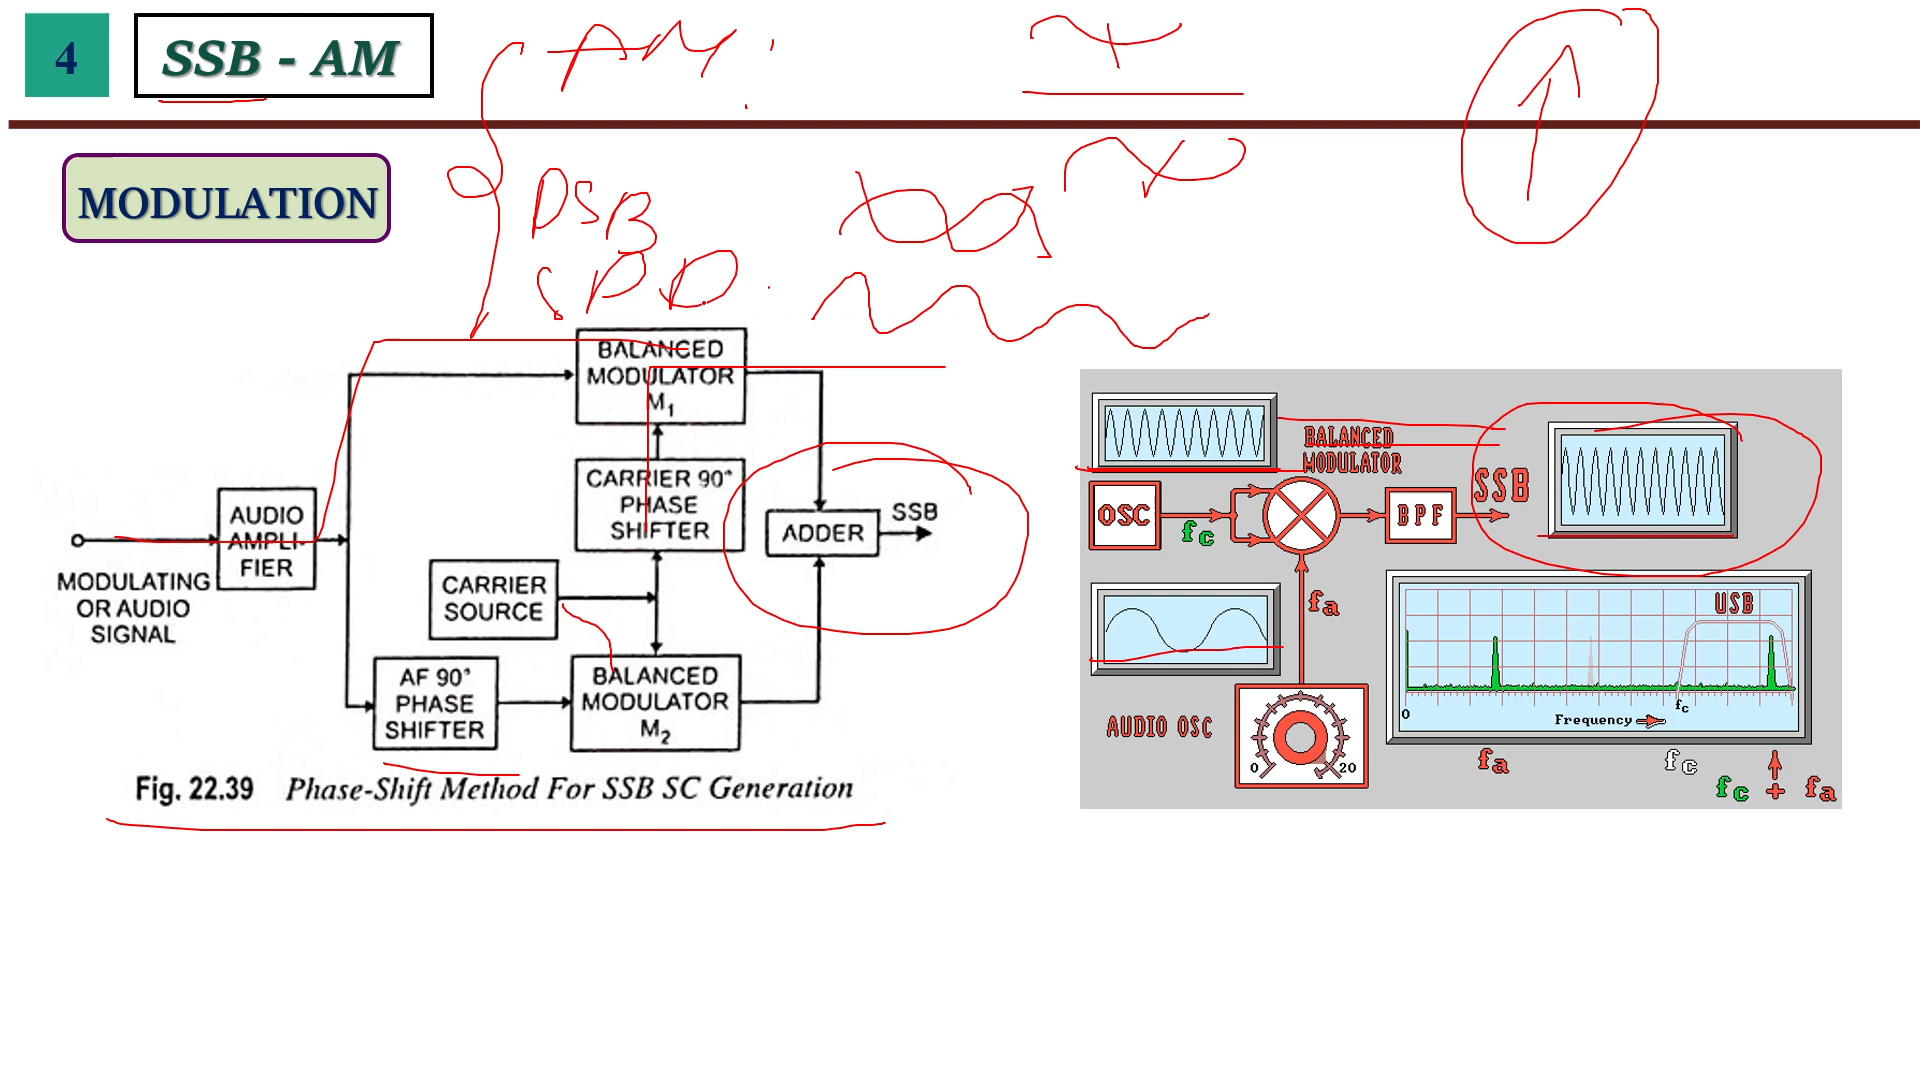 4
SSB - AM
AM
MODULATION
DSB
BALANCED
MODULATOR
M1
CARRIER 90°
PHASE
SHIFTER
AUDIO
AMPLI-
FIER
ADDER
SSB
MODULATING
OR AUDIO
SIGNAL
CARRIER
SOURCE
AF 90°
PHASE
SHIFTER
BALANCED
MODULATOR
M2
Fig. 22.39 Phase-Shift Method For SSB SC Generation
BALANCED
MODULATOR
OSC
fc
BPF
SSB
fa
USB
AUDIO OSC
0
20
0
fc
Frequency
fa
fc
fc + fa